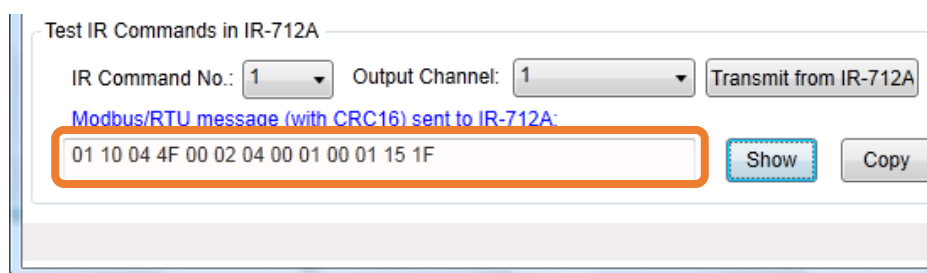 Test IR Commands in IR-712A
IR Command No.: 1 Output Channel: 1 Transmit from IR-712A
Modbus/RTU message (with CRC16) sent to IR-712A:
01 10 04 4F 00 02 04 00 01 00 01 15 1F Show Copy